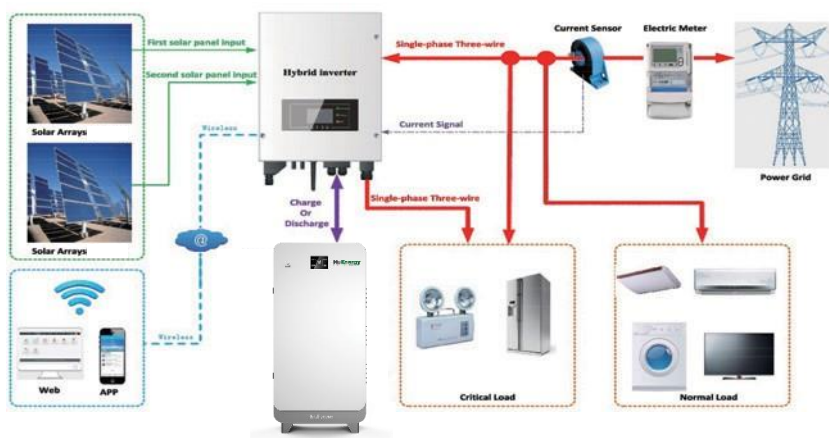 First solar panel input
Second solar panel input
Solar Arrays
Solar Arrays
Hybrid inverter
Single-phase Three-wire
Current Sensor
Electric Meter
Current Signal
Power Grid
Wireless
@
Charge
Or
Discharge
Single-phase Three-wire
Wireless
Web
APP
Critical Load
Normal Load